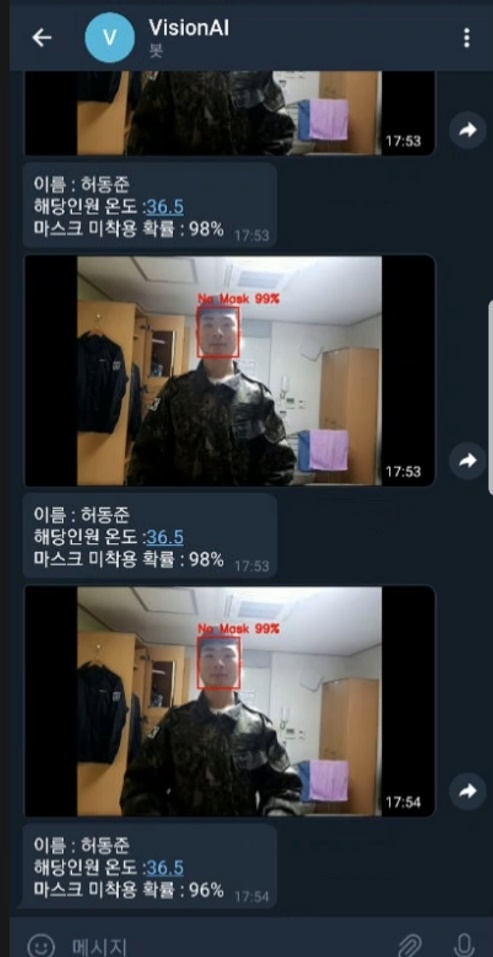 VisionAI
봇
17:53
이름 : 허동준
해당인원 온도 :36.5
마스크 미착용 확률 : 98% 17:53
No Mask 99%
17:53
이름 : 허동준
해당인원 온도 :36.5
마스크 미착용 확률 : 98% 17:53
No Mask 99%
17:54
이름 : 허동준
해당인원 온도 :36.5
마스크 미착용 확률 : 96% 17:54
메시지